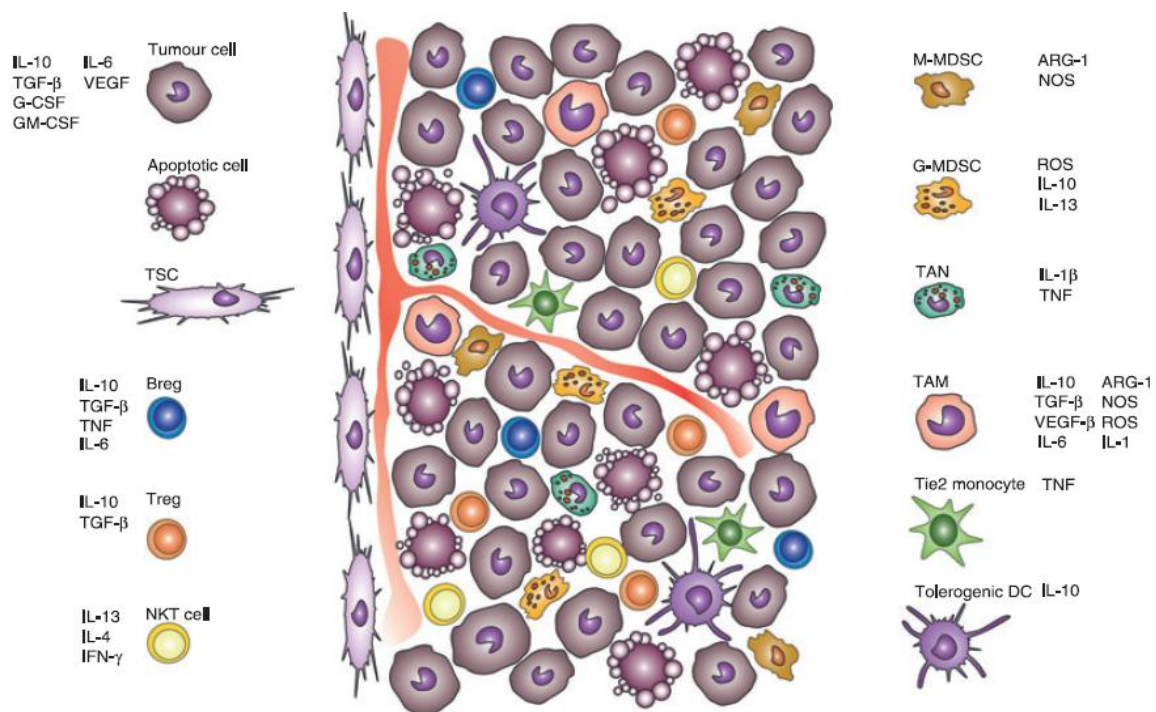 Tumour cell
IL-10 IL-6
TGF-β VEGF
G-CSF
GM-CSF
Apoptotic cell
TSC
Breg
IL-10
TGF-β
TNF
IL-6
Treg
IL-10
TGF-β
NKT cell
IL-13
IL-4
IFN-γ
M-MDSC
ARG-1
NOS
G-MDSC
ROS
IL-10
IL-13
TAN
IL-1β
TNF
TAM
IL-10 ARG-1
TGF-β NOS
VEGF-β ROS
IL-6 IL-1
Tie2 monocyte
TNF
Tolerogenic DC
IL-10